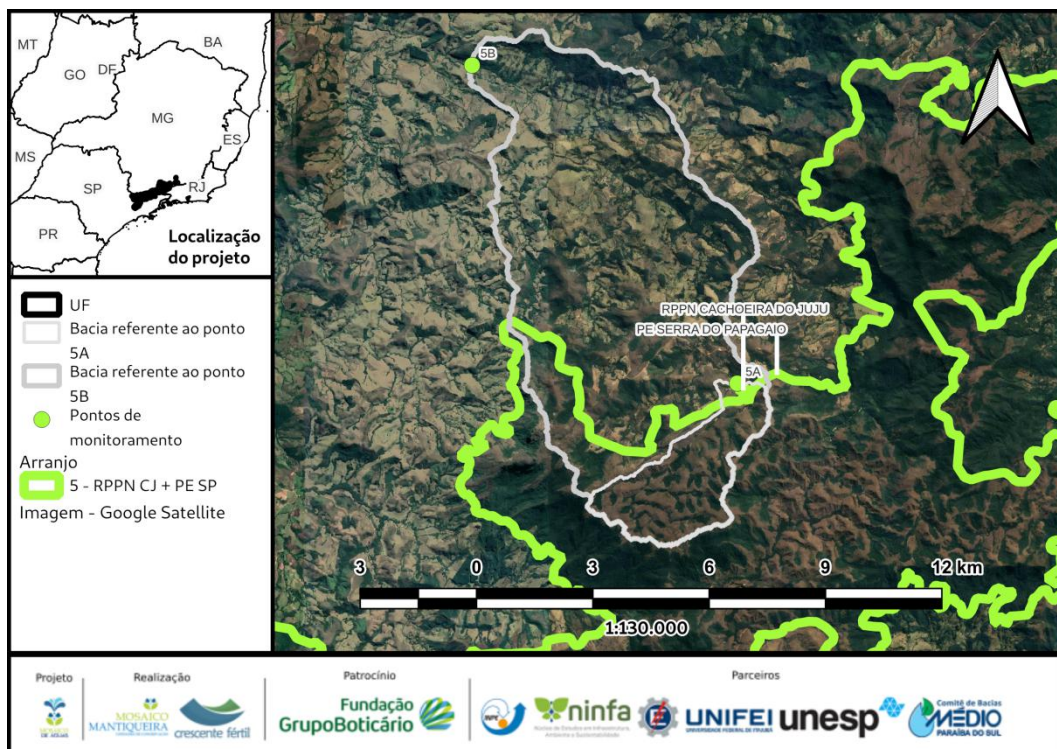 MT
BA
GO
DF
MG
ES
MS
SP
RJ
PR
Localização
do projeto
UF
Bacia referente ao ponto
5A
Bacia referente ao ponto
5B
Pontos de
monitoramento
Arranjo
5 - RPPN CJ + PE SP
Imagem - Google Satellite
5B
RPPN CACHOEIRA DO JUJU
PE SERRA DO PAPAGAIO
5A
3 0 3 6 9 12 km
1:130.000
Projeto
MOSAICO
DE ÁGUAS
Realização
MOSAICO
MANTIQUEIRA
crescente fértil
Patrocínio
Fundação
GrupoBoticário
Parceiros
ninfa
UNIFEI
UNIVERSIDADE FEDERAL DE ITAJUBÁ
unesp
Comitê de Bacias
MÉDIO
PARAÍBA DO SUL